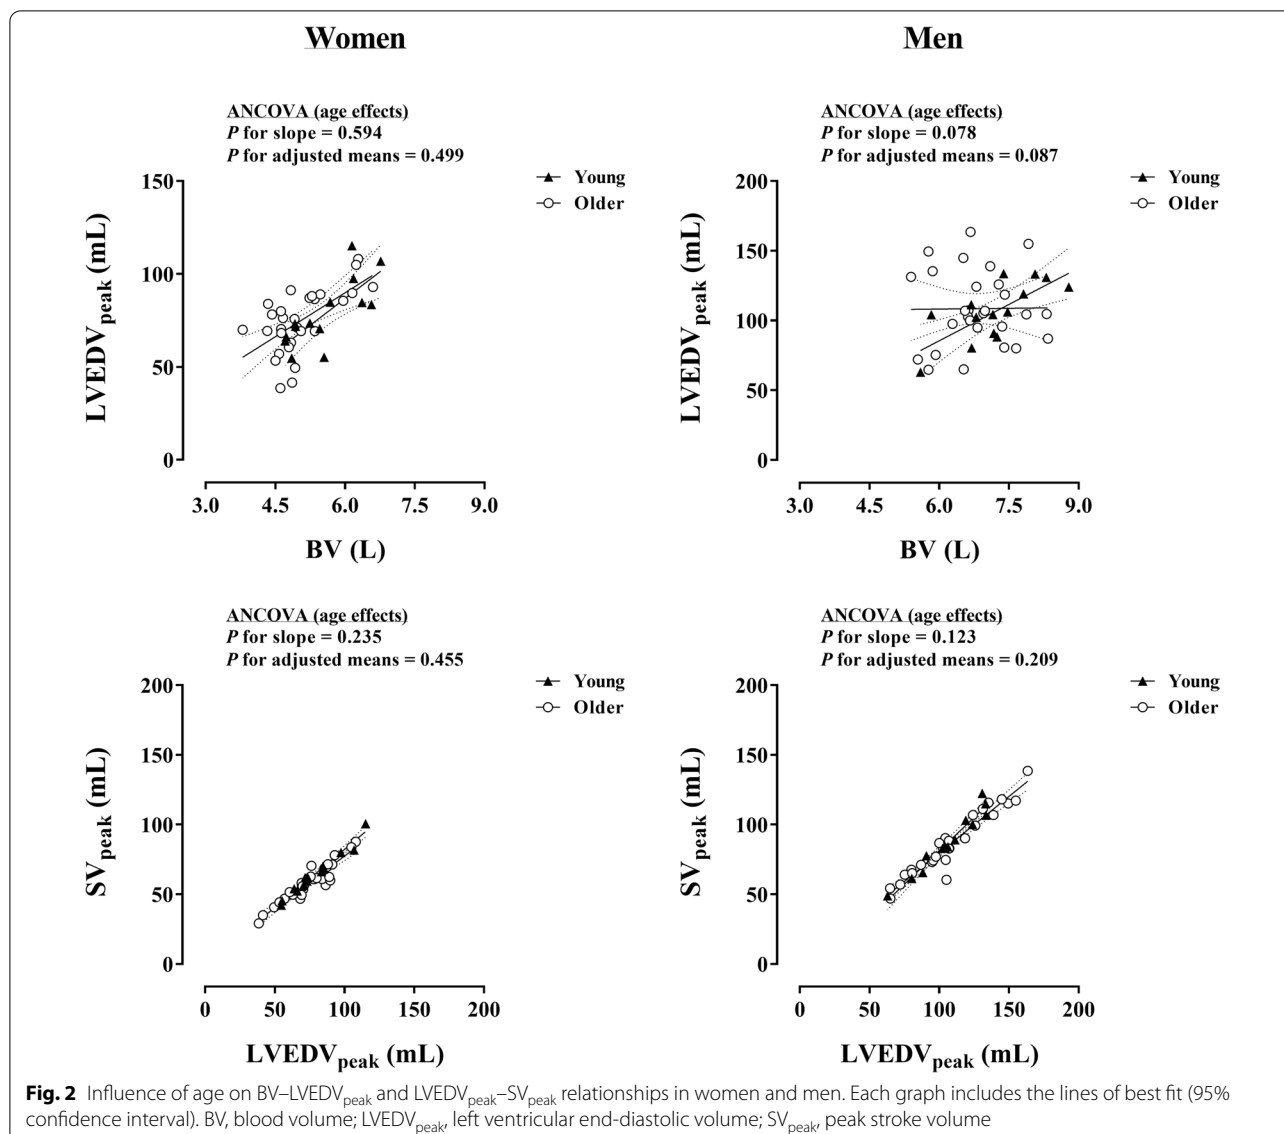 Women
Men
ANCOVA (age effects)
P for slope = 0.594
P for adjusted means = 0.499
Young
Older
150
100
50
0
LVEDVpeak (mL)
3.0 4.5 6.0 7.5 9.0
BV (L)
ANCOVA (age effects)
P for slope = 0.078
P for adjusted means = 0.087
Young
Older
200
150
100
50
0
LVEDVpeak (mL)
3.0 4.5 6.0 7.5 9.0
BV (L)
ANCOVA (age effects)
P for slope = 0.235
P for adjusted means = 0.455
Young
Older
200
150
100
50
0
SVpeak (mL)
0 50 100 150 200
LVEDVpeak (mL)
ANCOVA (age effects)
P for slope = 0.123
P for adjusted means = 0.209
Young
Older
200
150
100
50
0
SVpeak (mL)
0 50 100 150 200
LVEDVpeak (mL)
Fig. 2 Influence of age on BV–LVEDVpeak and LVEDVpeak–SVpeak relationships in women and men. Each graph includes the lines of best fit (95%
confidence interval). BV, blood volume; LVEDVpeak, left ventricular end-diastolic volume; SVpeak, peak stroke volume